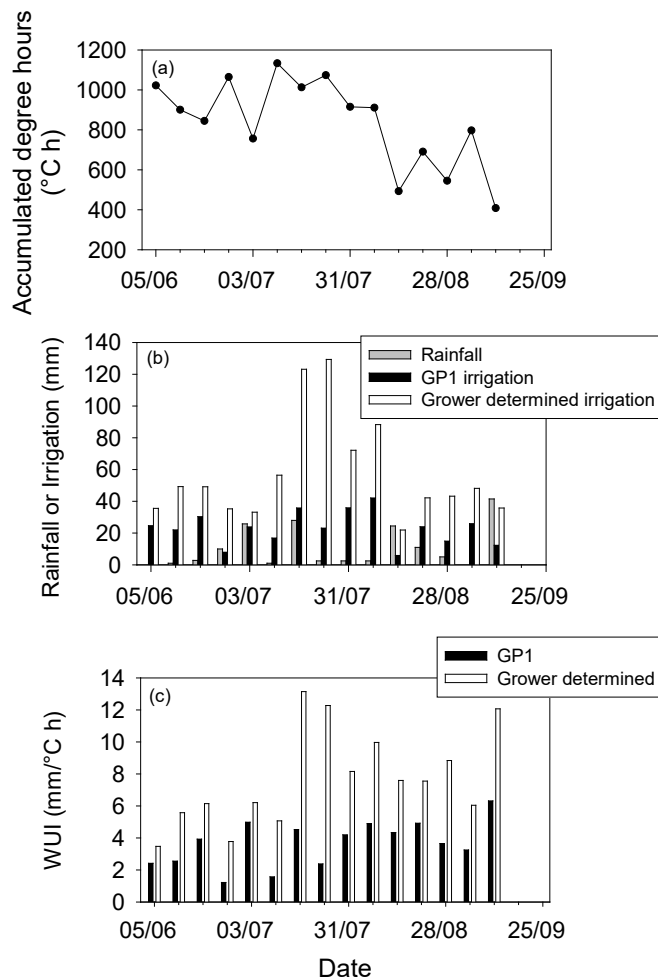 1200
(a)
1000
800
600
400
200
Accumulated degree hours
(°C h)
05/06 03/07 31/07 28/08 25/09
140
(b)
120
100
80
60
40
20
0
Rainfall or Irrigation (mm)
Rainfall
GP1 irrigation
Grower determined irrigation
05/06 03/07 31/07 28/08 25/09
GP1
Grower determined
14
(c)
12
10
8
6
4
2
0
WUI (mm/°C h)
05/06 03/07 31/07 28/08 25/09
Date